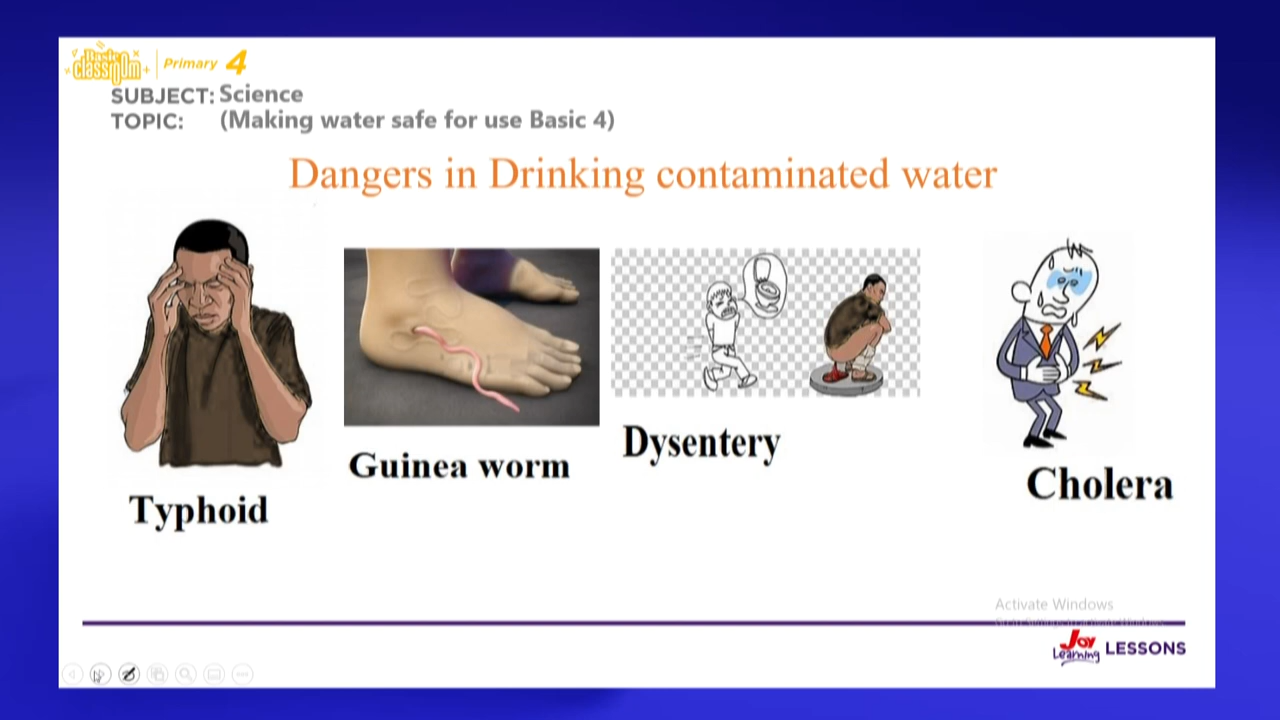 Basic
classroom
Primary 4
SUBJECT: Science
TOPIC: (Making water safe for use Basic 4)
Dangers in Drinking contaminated water
Typhoid
Guinea worm
Dysentery
Cholera
Activate Windows
Joy
Learning LESSONS